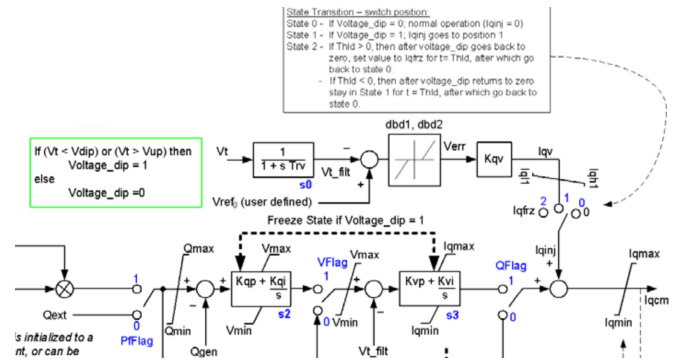 State Transition – switch position:
State 0 - If Voltage_dip = 0; normal operation (Iqinj = 0)
State 1 - If Voltage_dip = 1; Iqinj goes to position 1
State 2 - If Thld > 0, then after voltage_dip goes back to
zero, set value to Iqfrz for t= Thld, after which go
back to state 0.
- If Thld < 0, then after voltage_dip returns to zero
stay in State 1 for t = Thld, after which go back to
state 0.
If (Vt < Vdip) or (Vt > Vup) then
Voltage_dip = 1
else
Voltage_dip =0
dbd1, dbd2
Vt
1
1 + s Trv
s0
Vt_filt
Verr
Kqv
Iqv
Iql1
Iqh1
Vref0 (user defined)
Iqfrz
2
1
0
0
Freeze State if Voltage_dip = 1
Iqinj
Qmax
Vmax
VFlag
Vmax
Iqmax
QFlag
Iqmax
1
Kqp + Kqi
s
s2
1
Kvp + Kvi
s
s3
1
Iqcm
Qext
0
PfFlag
Qmin
Vmin
0
Vmin
Iqmin
0
Iqmin
Qgen
Vt_filt
is initialized to a
nt, or can be